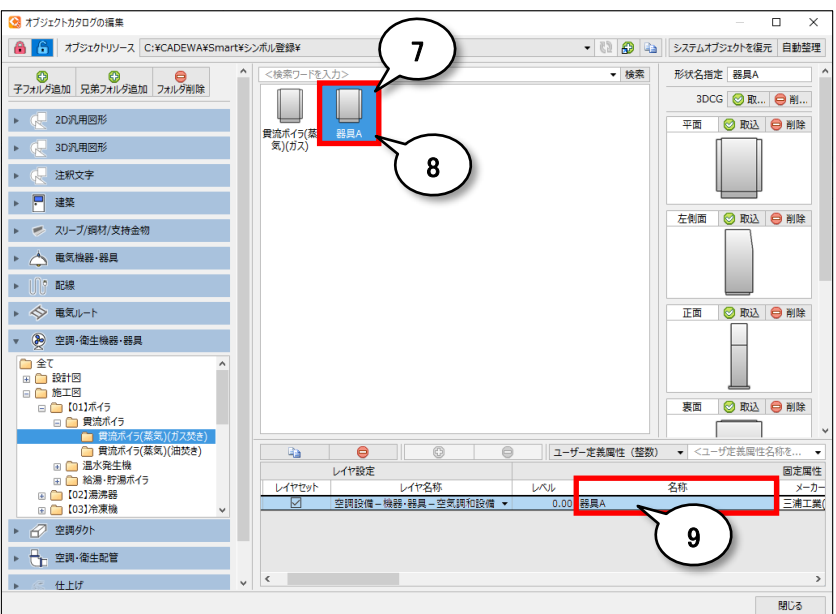 オブジェクトカタログの編集
オブジェクトリソース C:¥CADEWA¥Smart¥シンボル登録¥
システムオブジェクトを復元 自動整理
子フォルダ追加 兄弟フォルダ追加 フォルダ削除
2D汎用図形
3D汎用図形
注釈文字
建築
スリーブ/鋼材/支持金物
電気機器・器具
配線
電気ルート
空調・衛生機器・器具
全て
設計図
施工図
【01】ボイラ
貫流ボイラ
貫流ボイラ(蒸気)(ガス焚き)
貫流ボイラ(蒸気)(油焚き)
温水発生機
給湯・貯湯ボイラ
【02】湯沸器
【03】冷凍機
空調ダクト
空調・衛生配管
仕上げ
<検索ワードを入力> 検索
7
貫流ボイラ(蒸
気)(ガス)
器具A
8
形状名指定 器具A
3DCG 取... 削...
平面 取込 削除
左側面 取込 削除
正面 取込 削除
裏面 取込 削除
ユーザー定義属性 (整数) <ユーザ定義属性名称を...
レイヤ設定 固定属性
レイヤセット レイヤ名称 レベル 名称 メーカー
空調設備－機器・器具－空気調和設備 0.00 器具A 三浦工業(
9
閉じる